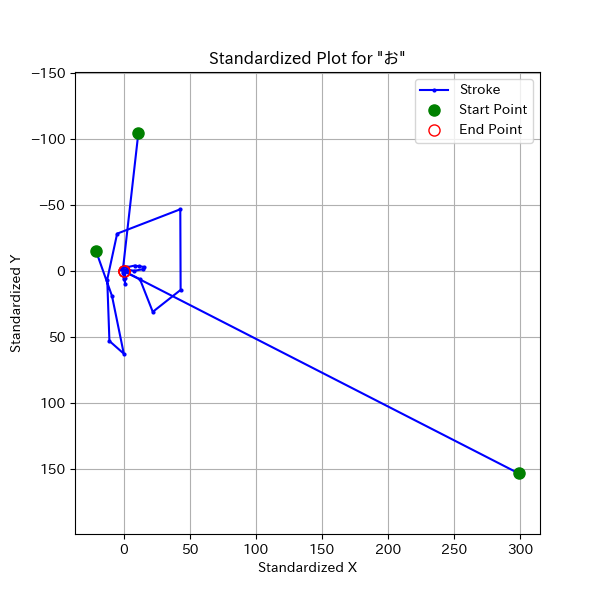 Standardized Plot for "お"
Stroke
Start Point
End Point
−150
−100
−50
0
50
100
150
Standardized Y
0 50 100 150 200 250 300
Standardized X